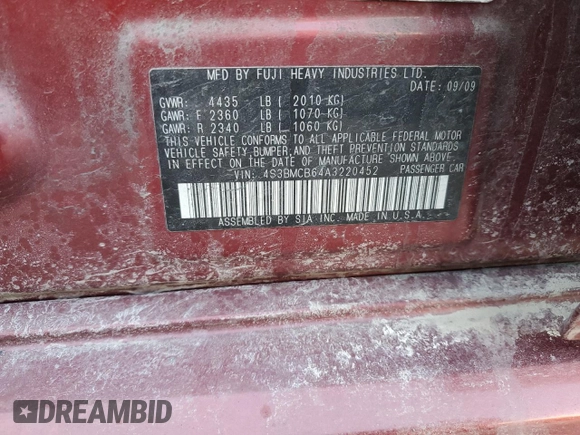 MFD BY FUJI HEAVY INDUSTRIES LTD.
DATE: 09/09
GVWR: 4435 LB ( 2010 KG)
GAWR: F 2360 LB ( 1070 KG)
GAWR: R 2340 LB ( 1060 KG)
THIS VEHICLE CONFORMS TO ALL APPLICABLE FEDERAL MOTOR
VEHICLE SAFETY, BUMPER, AND THEFT PREVENTION STANDARDS
IN EFFECT ON THE DATE OF MANUFACTURE SHOWN ABOVE.
VIN: 4S3BMCB64A3220452 PASSENGER CAR
ASSEMBLED BY SIA INC. MADE IN U.S.A.
DREAMBID